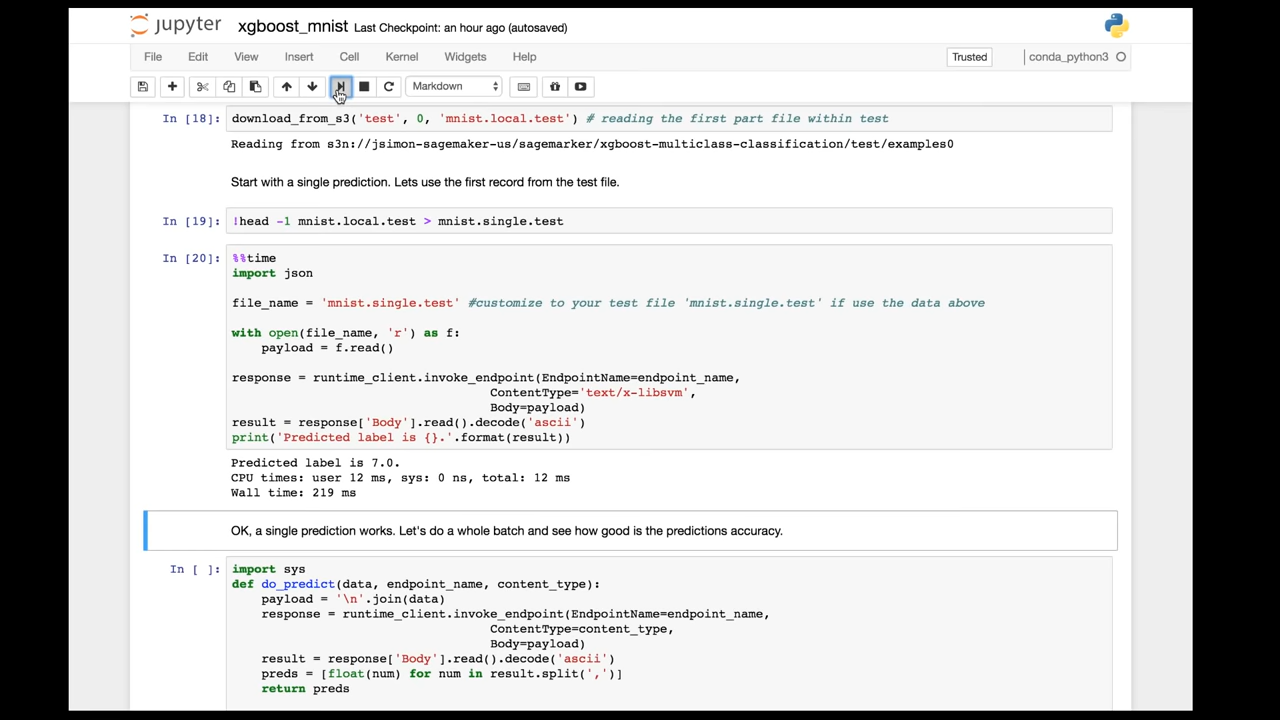 jupyter xgboost_mnist Last Checkpoint: an hour ago (autosaved)
File Edit View Insert Cell Kernel Widgets Help Trusted conda_python3
Markdown
In [18]: download_from_s3('test', 0, 'mnist.local.test') # reading the first part file within test
Reading from s3n://jsimon-sagemaker-us/sagemarker/xgboost-multiclass-classification/test/examples0
Start with a single prediction. Lets use the first record from the test file.
In [19]: !head -1 mnist.local.test > mnist.single.test
In [20]: %%time
import json
file_name = 'mnist.single.test' #customize to your test file 'mnist.single.test' if use the data above
with open(file_name, 'r') as f:
    payload = f.read()
response = runtime_client.invoke_endpoint(EndpointName=endpoint_name,
                                   ContentType='text/x-libsvm',
                                   Body=payload)
result = response['Body'].read().decode('ascii')
print('Predicted label is {}.'.format(result))
Predicted label is 7.0.
CPU times: user 12 ms, sys: 0 ns, total: 12 ms
Wall time: 219 ms
OK, a single prediction works. Let's do a whole batch and see how good is the predictions accuracy.
In [ ]: import sys
def do_predict(data, endpoint_name, content_type):
    payload = '\n'.join(data)
    response = runtime_client.invoke_endpoint(EndpointName=endpoint_name,
                                   ContentType=content_type,
                                   Body=payload)
    result = response['Body'].read().decode('ascii')
    preds = [float(num) for num in result.split(',')]
    return preds